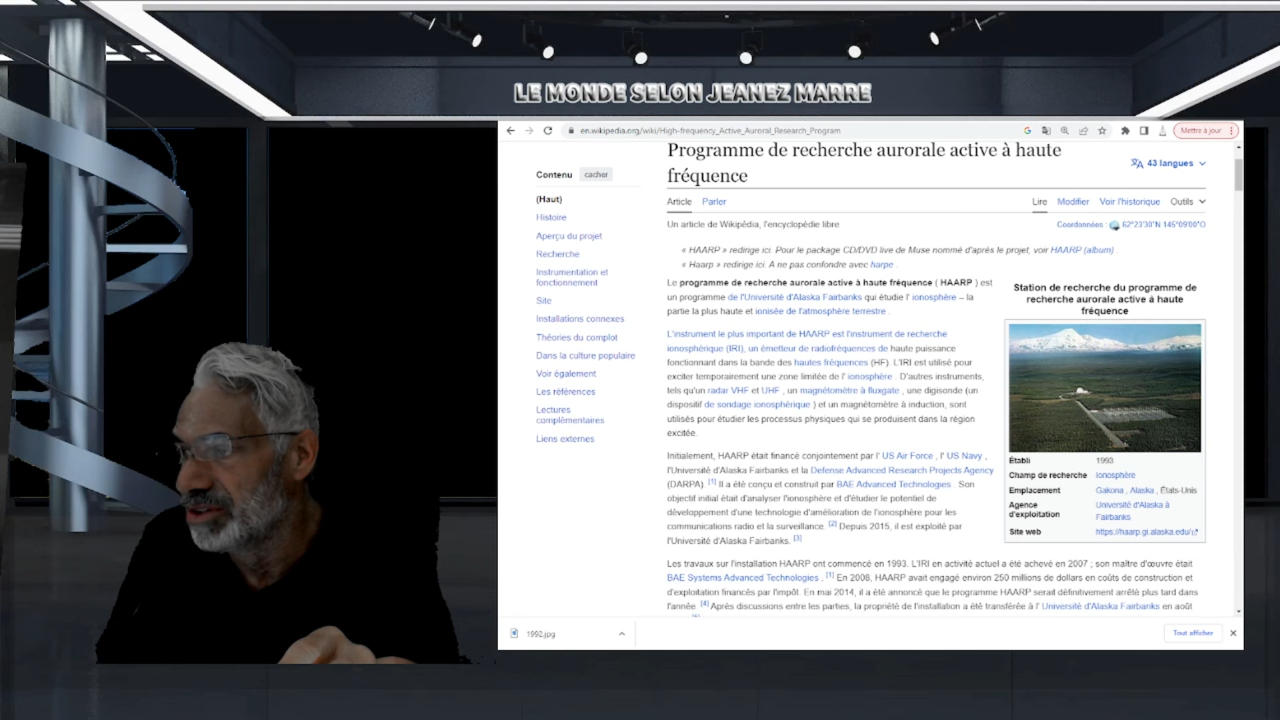 LE MONDE SELON JEANEZ MARRE
en.wikipedia.org/wiki/High-frequency_Active_Auroral_Research_Program
Mettre à jour
Contenu cacher
(Haut)
Histoire
Aperçu du projet
Recherche
Instrumentation et
fonctionnement
Site
Installations connexes
Théories du complot
Dans la culture populaire
Voir également
Les références
Lectures
complémentaires
Liens externes
Programme de recherche aurorale active à haute
fréquence
43 langues
Article Parler
Lire Modifier Voir l'historique Outils
Un article de Wikipédia, l'encyclopédie libre
Coordonnées : 62°23′30″N 145°09′00″O
« HAARP » redirige ici. Pour le package CD/DVD live de Muse nommé d'après le projet, voir HAARP (album) .
« Haarp » redirige ici. A ne pas confondre avec harpe .
Le programme de recherche aurorale active à haute fréquence ( HAARP ) est
un programme de l'Université d'Alaska Fairbanks qui étudie l' ionosphère – la
partie la plus haute et ionisée de l'atmosphère terrestre .
L'instrument le plus important de HAARP est l'instrument de recherche
ionosphérique (IRI), un émetteur de radiofréquences de haute puissance
fonctionnant dans la bande des hautes fréquences (HF). L'IRI est utilisé pour
exciter temporairement une zone limitée de l' ionosphère . D'autres instruments,
tels qu'un radar VHF et UHF , un magnétomètre à fluxgate , une digisonde (un
dispositif de sondage ionosphérique ) et un magnétomètre à induction, sont
utilisés pour étudier les processus physiques qui se produisent dans la région
excitée.
Initialement, HAARP était financé conjointement par l' US Air Force , l' US Navy ,
l'Université d'Alaska Fairbanks et la Defense Advanced Research Projects Agency
(DARPA). [1] Il a été conçu et construit par BAE Advanced Technologies . Son
objectif initial était d'analyser l'ionosphère et d'étudier le potentiel de
développement d'une technologie d'amélioration de l'ionosphère pour les
communications radio et la surveillance. [2] Depuis 2015, il est exploité par
l'Université d'Alaska Fairbanks. [3]
Station de recherche du programme de
recherche aurorale active à haute
fréquence
Établi 1993
Champ de recherche ionosphère
Emplacement Gakona , Alaska , États-Unis
Agence Université d'Alaska à
d'exploitation Fairbanks
Site web https://haarp.gi.alaska.edu/
Les travaux sur l'installation HAARP ont commencé en 1993. L'IRI en activité actuel a été achevé en 2007 ; son maître d'œuvre était
BAE Systems Advanced Technologies . [1] En 2008, HAARP avait engagé environ 250 millions de dollars en coûts de construction et
d'exploitation financés par l'impôt. En mai 2014, il a été annoncé que le programme HAARP serait définitivement arrêté plus tard dans
l'année. [4] Après discussions entre les parties, la propriété de l'installation a été transférée à l' Université d'Alaska Fairbanks en août
1992.jpg
Tout afficher